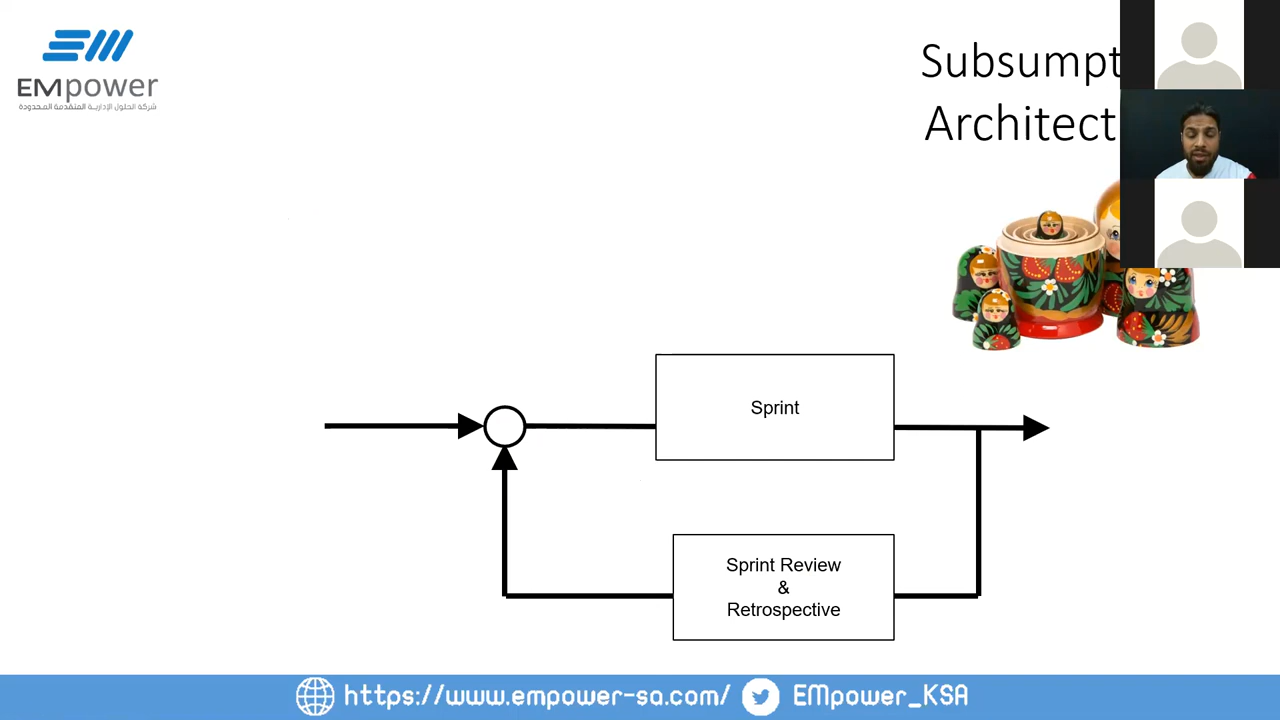 EMpower
شركة الحلول الإدارية المتقدمة المحدودة
Subsumpt
Architect
Sprint
Sprint Review
&
Retrospective
https://www.empower-sa.com/
EMpower_KSA